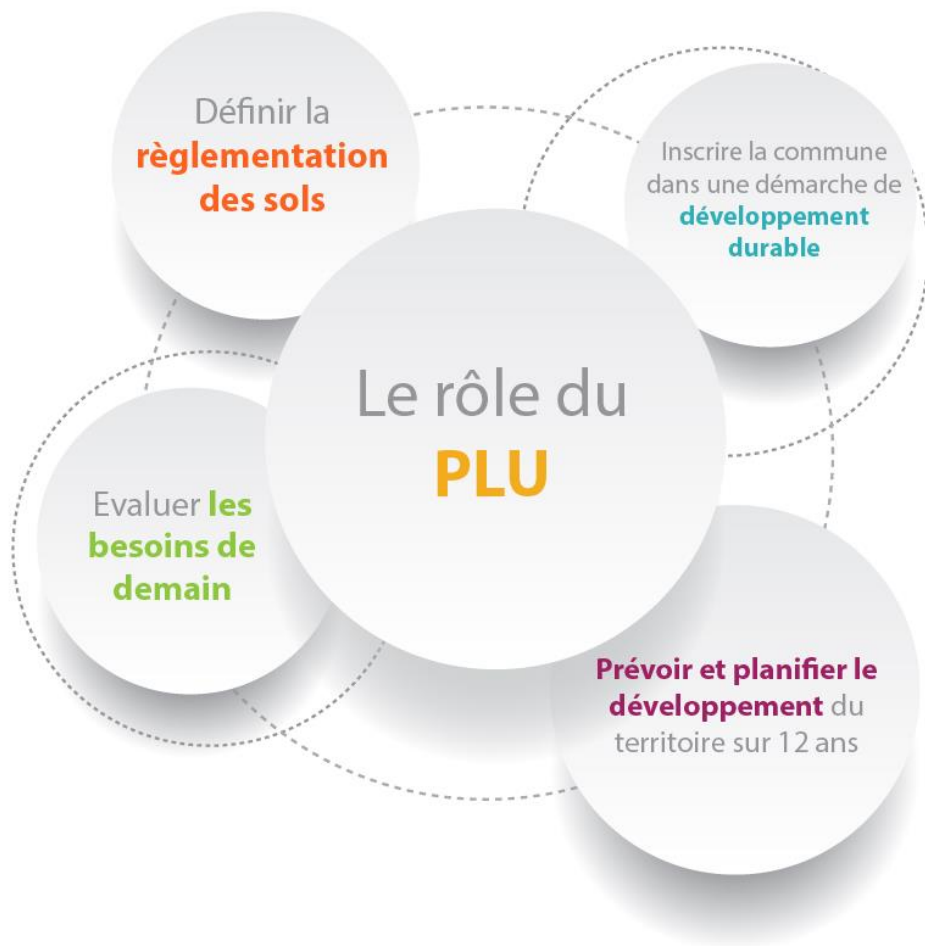 Définir la
règlementation
des sols
Inscrire la commune
dans une démarche de
développement
durable
Le rôle du
PLU
Evaluer les
besoins de
demain
Prévoir et planifier le
développement du
territoire sur 12 ans